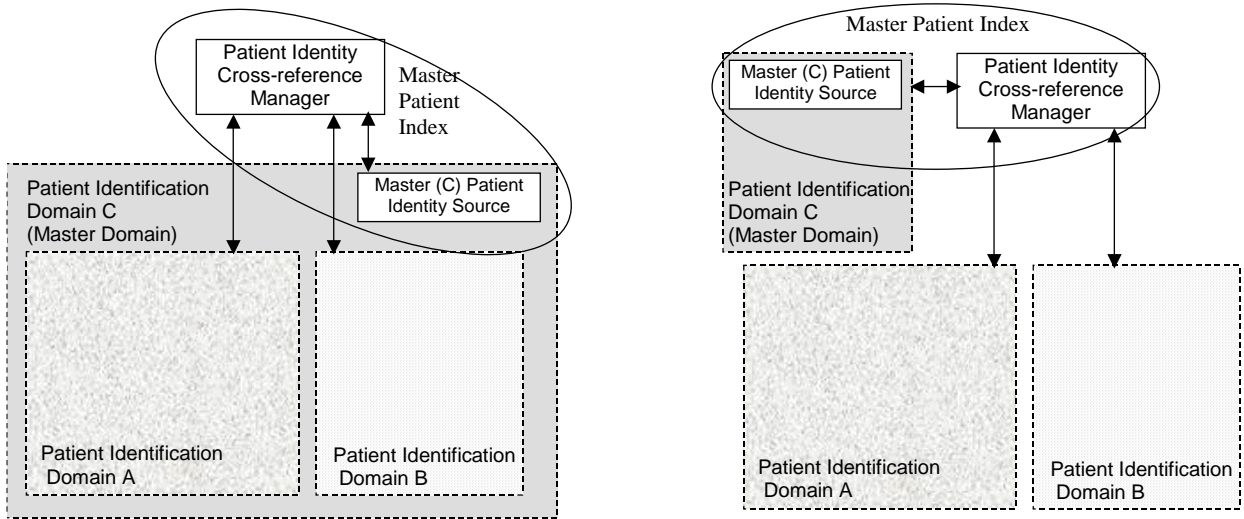 Patient Identity
Cross-reference
Manager
Master
Patient
Index
Patient Identification
Domain C
(Master Domain)
Master (C) Patient
Identity Source
Patient Identification
Domain A
Patient Identification
Domain B
Master Patient Index
Master (C) Patient
Identity Source
Patient Identity
Cross-reference
Manager
Patient Identification
Domain C
(Master Domain)
Patient Identification
Domain A
Patient Identification
Domain B